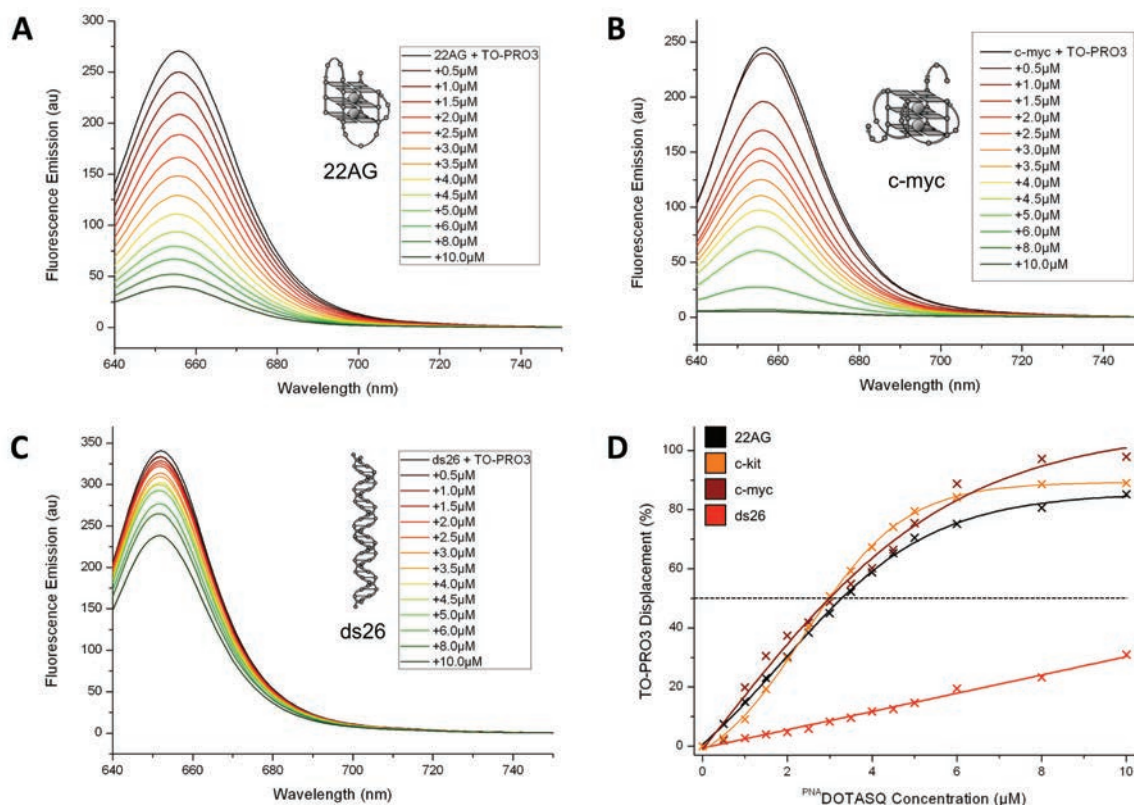 A
Fluorescence Emission (au)
300
250
200
150
100
50
0
640
660
680
700
720
740
Wavelength (nm)
22AG
22AG + TO-PRO3
+0.5µM
+1.0µM
+1.5µM
+2.0µM
+2.5µM
+3.0µM
+3.5µM
+4.0µM
+4.5µM
+5.0µM
+6.0µM
+8.0µM
+10.0µM
B
Fluorescence Emission (au)
250
200
150
100
50
0
640
660
680
700
720
740
Wavelength (nm)
c-myc
c-myc + TO-PRO3
+0.5µM
+1.0µM
+1.5µM
+2.0µM
+2.5µM
+3.0µM
+3.5µM
+4.0µM
+4.5µM
+5.0µM
+6.0µM
+8.0µM
+10.0µM
C
Fluorescence Emission (au)
350
300
250
200
150
100
50
0
640
660
680
700
720
740
Wavelength (nm)
ds26
ds26 + TO-PRO3
+0.5µM
+1.0µM
+1.5µM
+2.0µM
+2.5µM
+3.0µM
+3.5µM
+4.0µM
+4.5µM
+5.0µM
+6.0µM
+8.0µM
+10.0µM
D
22AG
c-kit
c-myc
ds26
TO-PRO3 Displacement (%)
100
80
60
40
20
0
0
2
4
6
8
10
PNADOTASQ Concentration (µM)